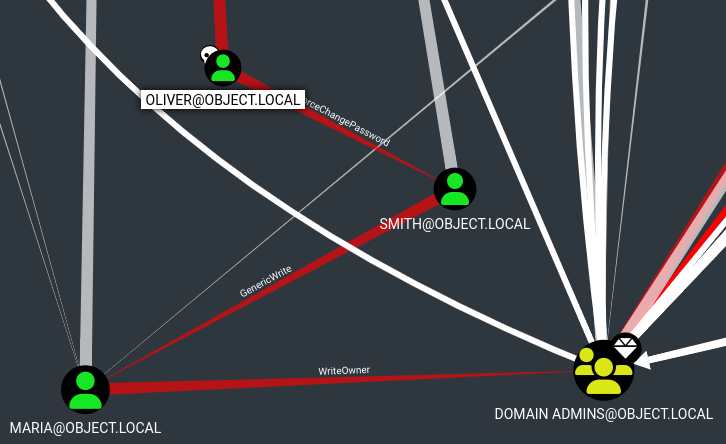 OLIVER@OBJECT.LOCAL
rceChangePassword
SMITH@OBJECT.LOCAL
GenericWrite
WriteOwner
DOMAIN ADMINS@OBJECT.LOCAL
MARIA@OBJECT.LOCAL